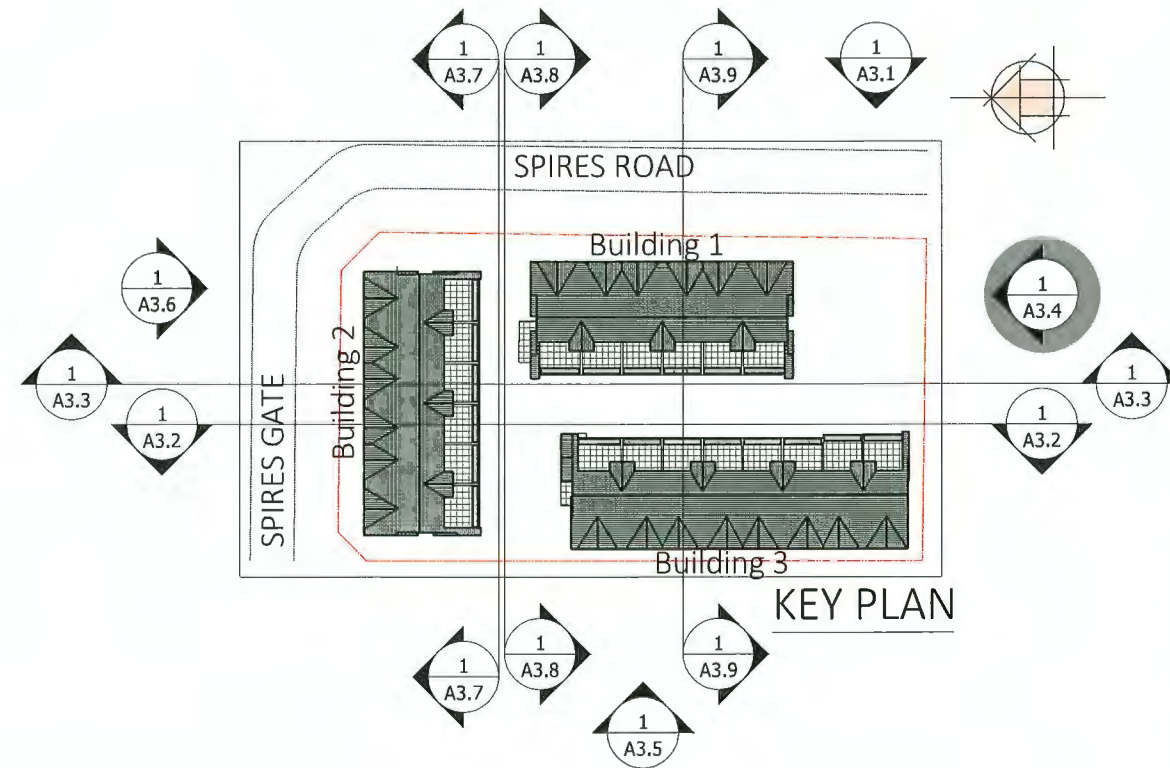 1
A3.7
1
A3.8
1
A3.9
1
A3.1
SPIRES ROAD
Building 1
1
A3.6
1
A3.4
Building 2
SPIRES GATE
1
A3.3
1
A3.3
1
A3.2
1
A3.2
Building 3
KEY PLAN
1
A3.7
1
A3.8
1
A3.9
1
A3.5